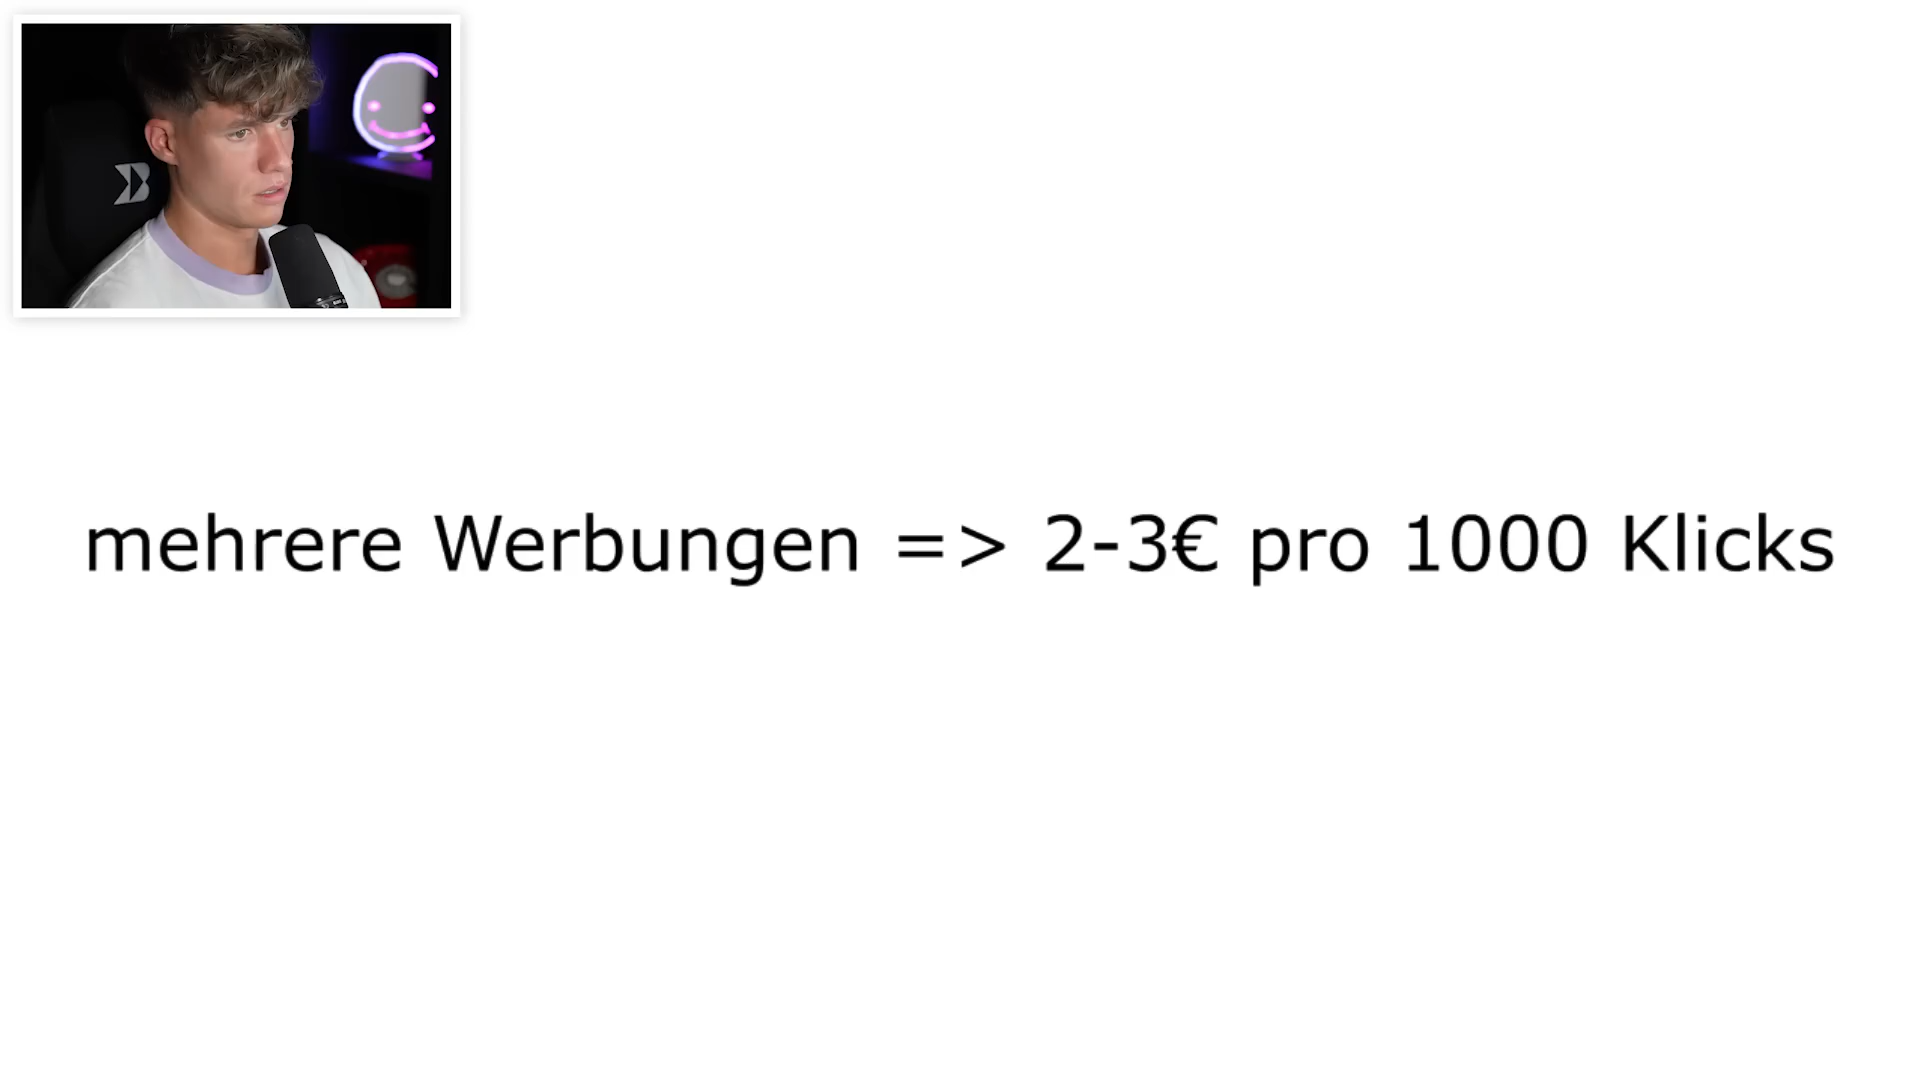 mehrere Werbungen => 2-3€ pro 1000 Klicks